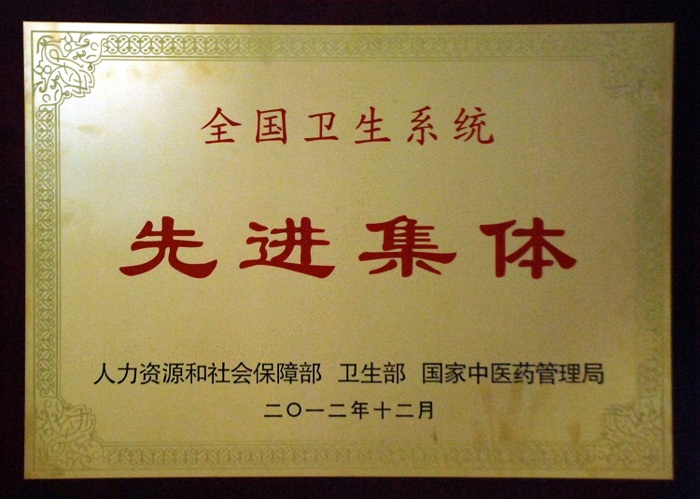 全国卫生系统
先进集体
人力资源和社会保障部 卫生部 国家中医药管理局
二〇一二年十二月